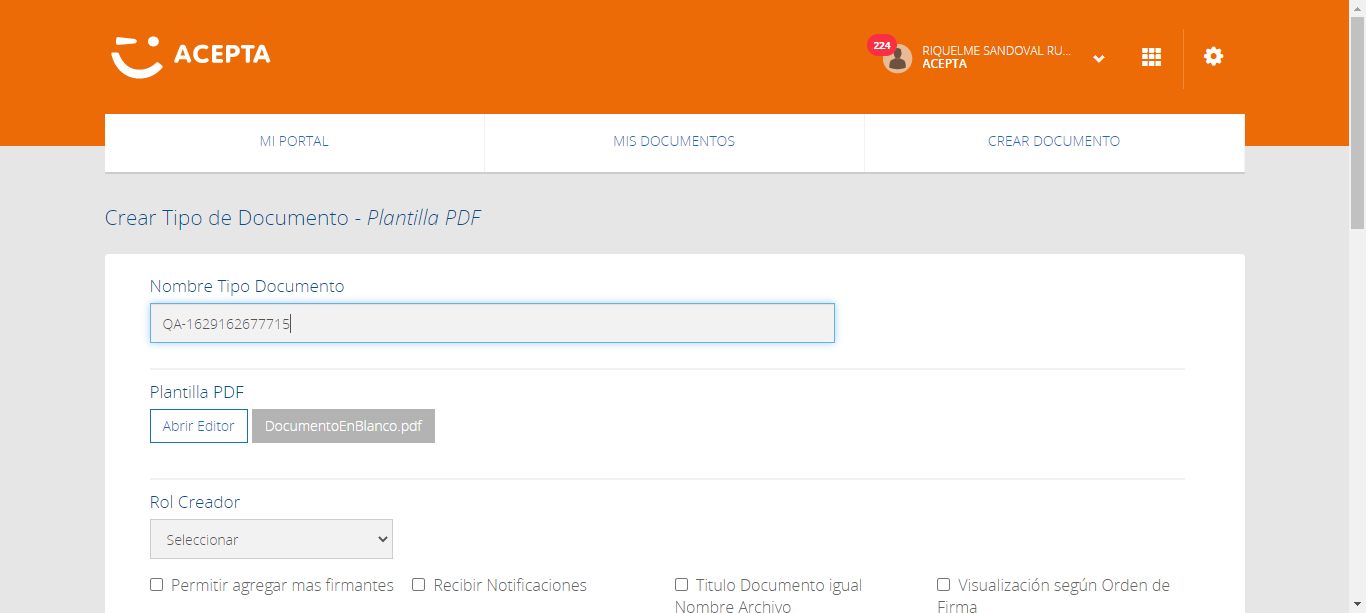 ACEPTA
224
RIQUELME SANDOVAL RU...
ACEPTA
MI PORTAL
MIS DOCUMENTOS
CREAR DOCUMENTO
Crear Tipo de Documento - Plantilla PDF
Nombre Tipo Documento
QA-1629162677715
Plantilla PDF
Abrir Editor
DocumentoEnBlanco.pdf
Rol Creador
Seleccionar
Permitir agregar mas firmantes
Recibir Notificaciones
Titulo Documento igual
Nombre Archivo
Visualización según Orden de
Firma